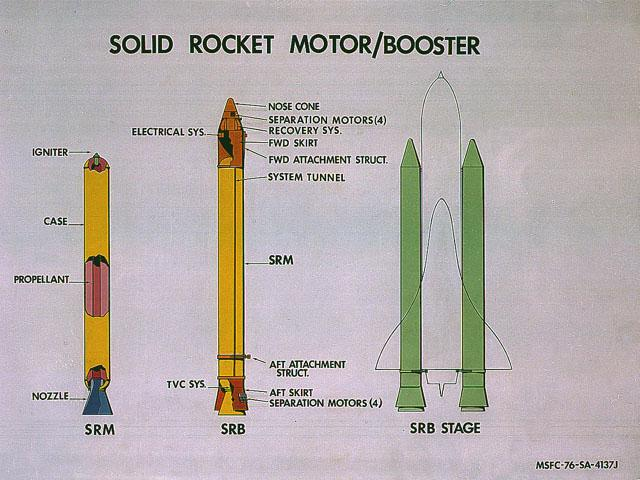 SOLID ROCKET MOTOR/BOOSTER
NOSE CONE
SEPARATION MOTORS(4)
RECOVERY SYS.
ELECTRICAL SYS.
FWD SKIRT
FWD ATTACHMENT STRUCT.
SYSTEM TUNNEL
IGNITER
CASE
SRM
PROPELLANT
AFT ATTACHMENT
STRUCT.
TVC SYS.
AFT SKIRT
SEPARATION MOTORS (4)
NOZZLE
SRM
SRB
SRB STAGE
MSFC-76-SA-4137J